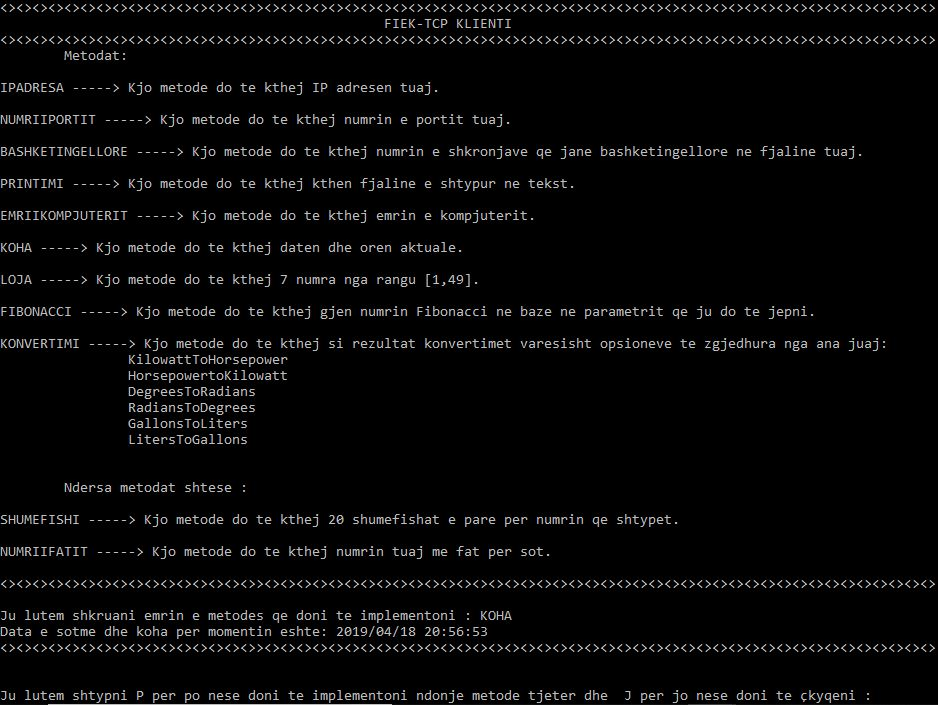 <><><><><><><><><><><><><><><><>><><><><><><><><><><><><><><><><><><><><><><><><><><><><><><><><><><><><><><><><><><>
FIEK-TCP KLIENTI
<><><><><><><><><><><><><><><><>><><><><><><><><><><><><><><><><><><><><><><><><><><><><><><><><><><><><><><><><><><>
Metodat:
IPADRESA -----> Kjo metode do te kthej IP adresen tuaj.
NUMRIIPORTIT -----> Kjo metode do te kthej numrin e portit tuaj.
BASHKETINGELLORE -----> Kjo metode do te kthej numrin e shkronjave qe jane bashketingellore ne fjaline tuaj.
PRINTIMI -----> Kjo metode do te kthej kthen fjaline e shtypur ne tekst.
EMRIIKOMPJUTERIT -----> Kjo metode do te kthej emrin e kompjuterit.
KOHA -----> Kjo metode do te kthej daten dhe oren aktuale.
LOJA -----> Kjo metode do te kthej 7 numra nga rangu [1,49].
FIBONACCI -----> Kjo metode do te kthej gjen numrin Fibonacci ne baze ne parametrit qe ju do te jepni.
KONVERTIMI -----> Kjo metode do te kthej si rezultat konvertimet varesisht opsioneve te zgjedhura nga ana juaj:
KilowattToHorsepower
HorsepowertoKilowatt
DegreesToRadians
RadiansToDegrees
GallonsToLiters
LitersToGallons
Ndersa metodat shtese :
SHUMEFISHI -----> Kjo metode do te kthej 20 shumefishat e pare per numrin qe shtypet.
NUMRIIFATIT -----> Kjo metode do te kthej numrin tuaj me fat per sot.
<><><><><><><><><><><><><><><><>><><><><><><><><><><><><><><><><><><><><><><><><><><><><><><><><><><><><><><><><><><>
Ju lutem shkruani emrin e metodes qe doni te implementoni : KOHA
Data e sotme dhe koha per momentin eshte: 2019/04/18 20:56:53
<><><><><><><><><><><><><><><><>><><><><><><><><><><><><><><><><><><><><><><><><><><><><><><><><><><><><><><><><><><>
Ju lutem shtypni P per po nese doni te implementoni ndonje metode tjeter dhe  J per jo nese doni te çkyqeni :